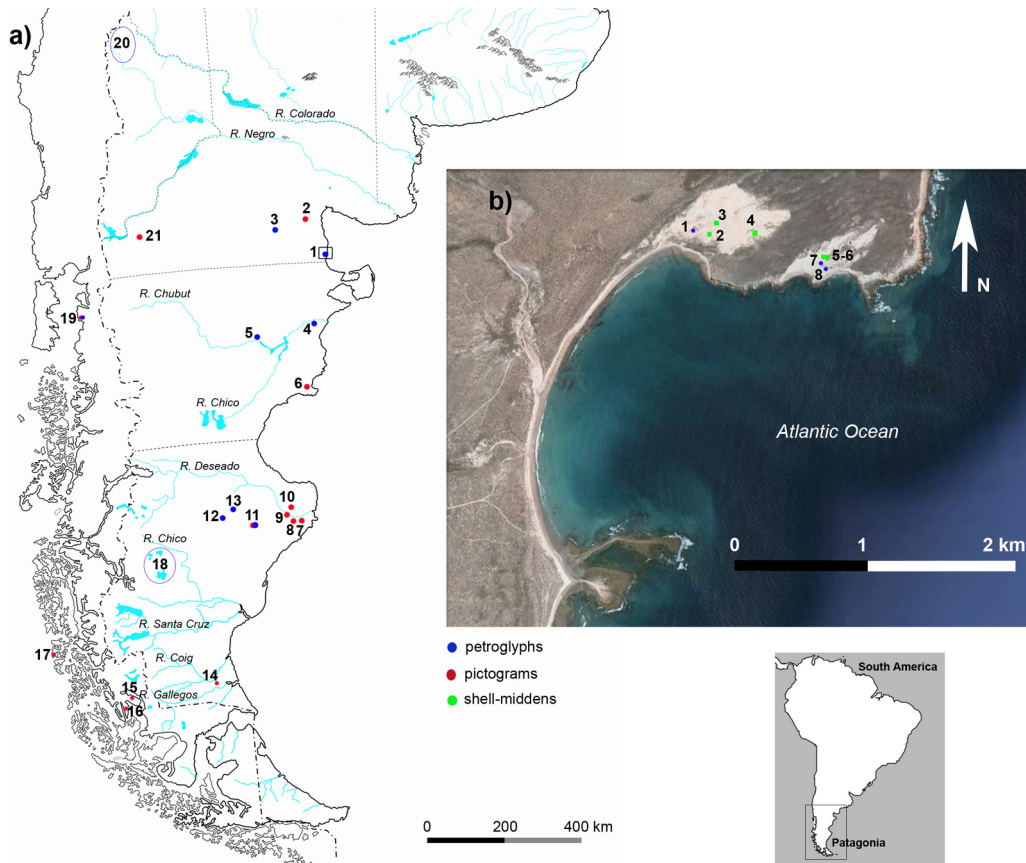 a)
20
R. Colorado
R. Negro
2
3
21
1
R. Chubut
19
5
4
6
R. Chico
R. Deseado
10
13
12
11
9
8
7
R. Chico
18
R. Santa Cruz
17
R. Coig
14
15
R. Gallegos
16
0
200
400 km
b)
1
3
2
4
7
5-6
8
N
Atlantic Ocean
0
1
2 km
petroglyphs
pictograms
shell-middens
South America
Patagonia